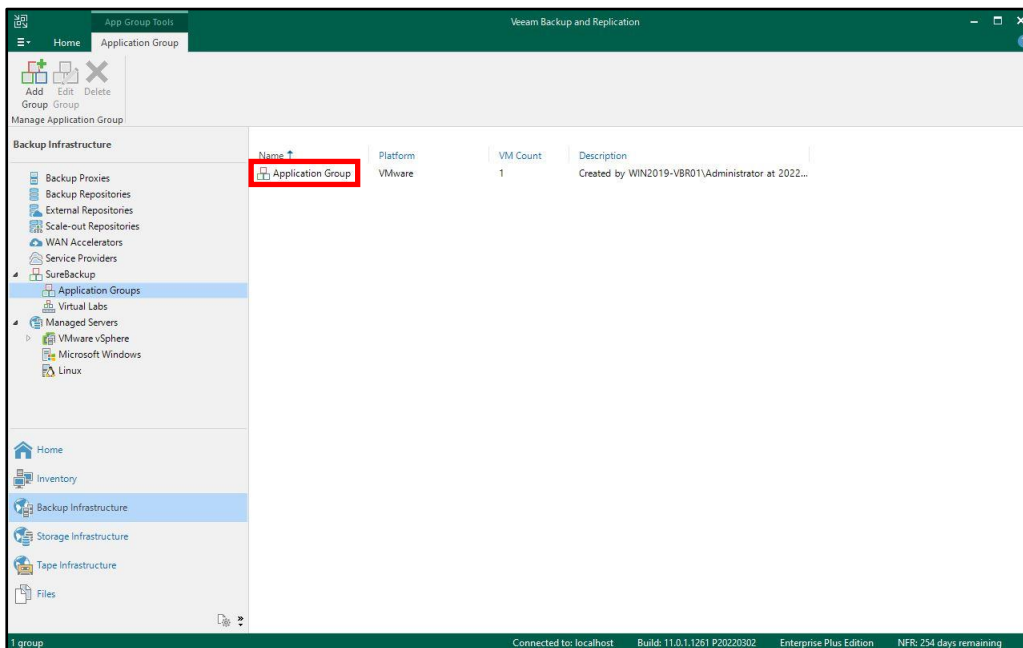 App Group Tools
Veeam Backup and Replication
Home
Application Group
Add Group
Edit Group
Delete
Manage Application Group
Backup Infrastructure
Backup Proxies
Backup Repositories
External Repositories
Scale-out Repositories
WAN Accelerators
Service Providers
SureBackup
Application Groups
Virtual Labs
Managed Servers
VMware vSphere
Microsoft Windows
Linux
Name Platform VM Count Description
Application Group VMware 1 Created by WIN2019-VBR01\Administrator at 2022...
Home
Inventory
Backup Infrastructure
Storage Infrastructure
Tape Infrastructure
Files
1 group Connected to: localhost Build: 11.0.1.1261 P20220302 Enterprise Plus Edition NFR: 254 days remaining